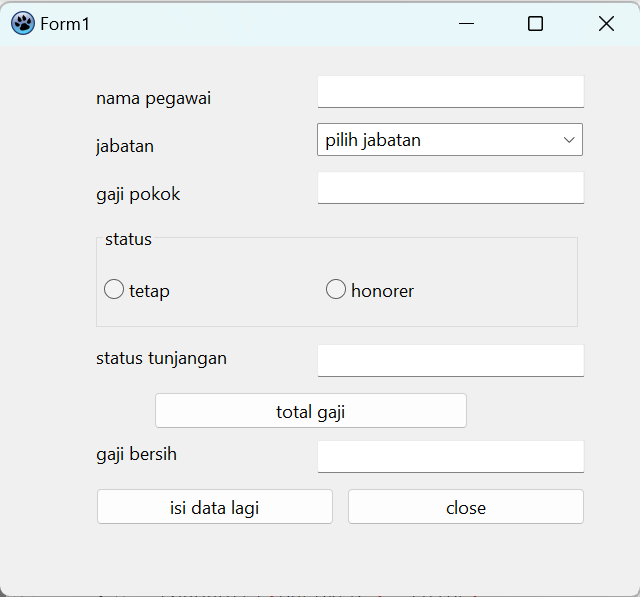 Form1
nama pegawai
jabatan pilih jabatan
gaji pokok
status
tetap honorer
status tunjangan
total gaji
gaji bersih
isi data lagi close